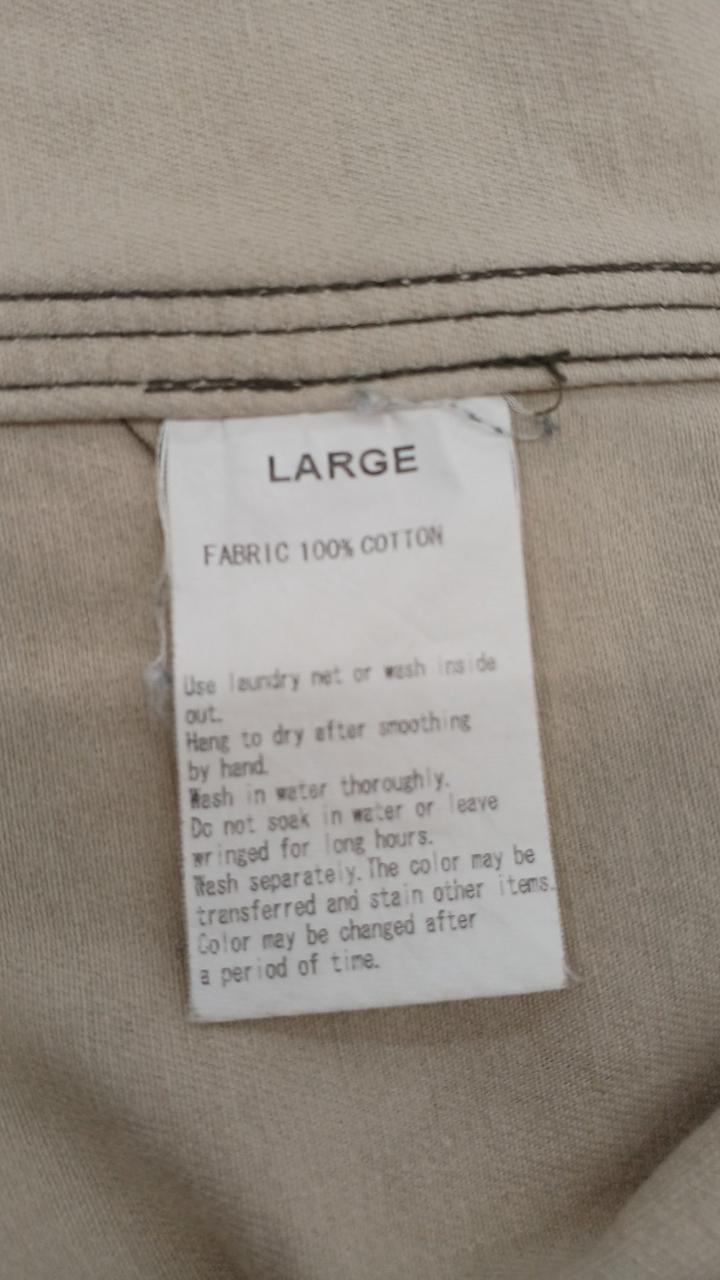 LARGE
FABRIC 100% COTTON
Use laundry net or wash inside
out.
Hang to dry after smoothing
by hand.
Wash in water thoroughly.
Do not soak in water or leave
wringed for long hours.
Wash separately. The color may be
transferred and stain other items.
Color may be changed after
a period of time.